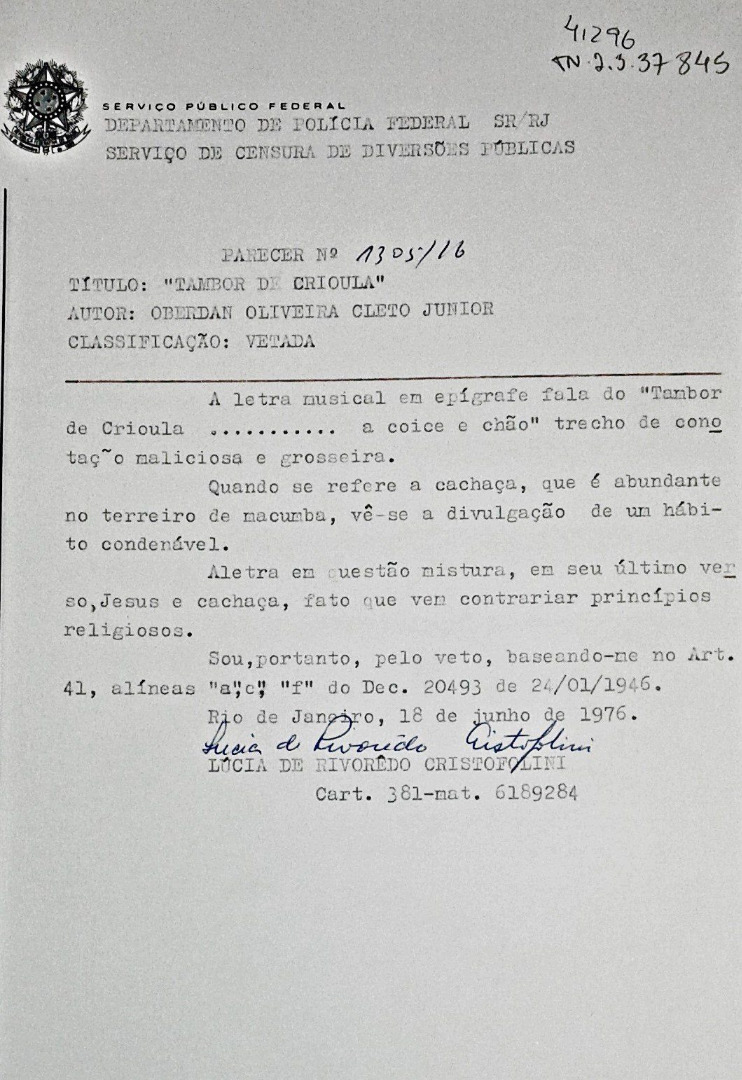 41296
TN.2.3.37845
SERVIÇO PÚBLICO FEDERAL
DEPARTAMENTO DE POLÍCIA FEDERAL SR/RJ
SERVIÇO DE CENSURA DE DIVERSÕES PÚBLICAS
PARECER Nº 1305/16
TÍTULO: "TAMBOR DE CRIOULA"
AUTOR: OBERDAN OLIVEIRA CLETO JUNIOR
CLASSIFICAÇÃO: VETADA
A letra musical em epígrafe fala do "Tambor
de Crioula ........... a coice e chão" trecho de cono
taç~o maliciosa e grosseira.
Quando se refere a cachaça, que é abundante
no terreiro de macumba, vê-se a divulgação de um hábi-
to condenável.
Aletra em questão mistura, em seu último ver
so,Jesus e cachaça, fato que vem contrariar princípios
religiosos.
Sou,portanto, pelo veto, baseando-me no Art.
41, alíneas "a","c", "f" do Dec. 20493 de 24/01/1946.
Rio de Janeiro, 18 de junho de 1976.
Lucia de Rivorêdo Cristofolini
LÚCIA DE RIVORÊDO CRISTOFOLINI
Cart. 381-mat. 6189284